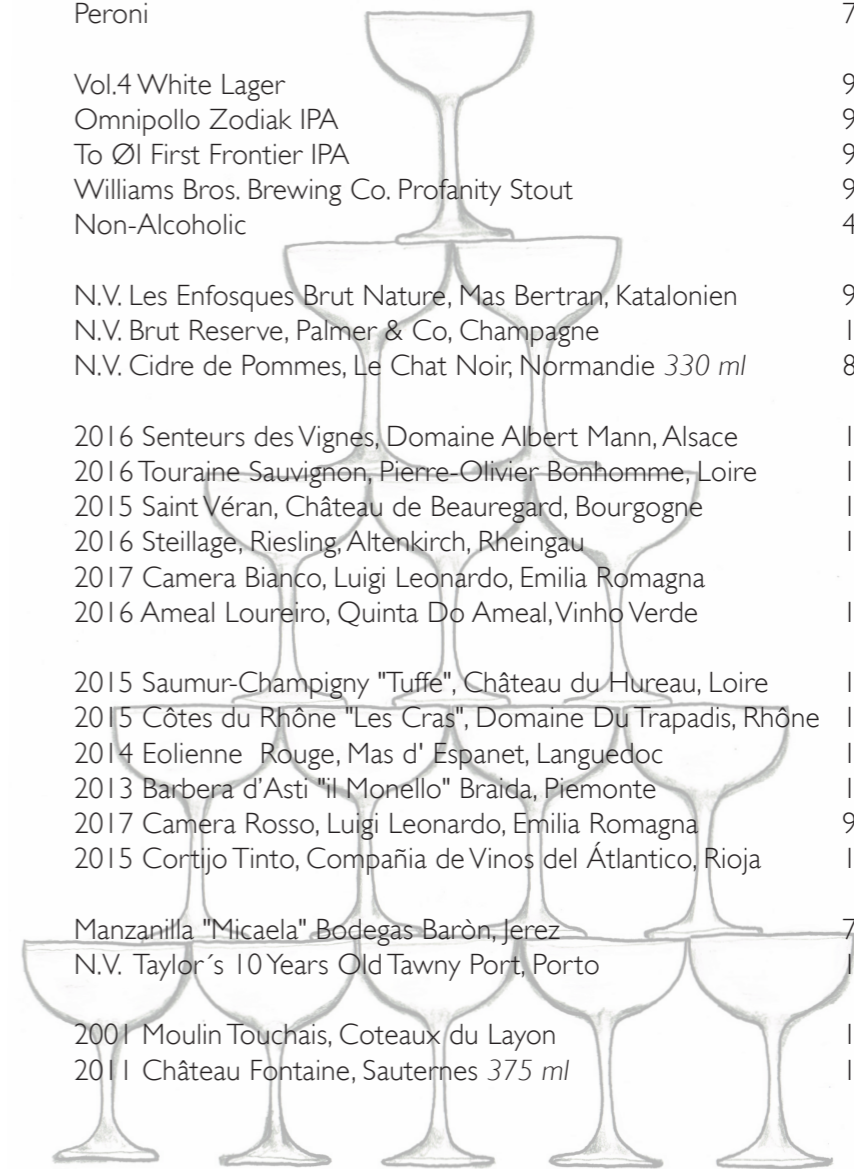 Peroni 7
Vol.4 White Lager 9
Omnipollo Zodiak IPA 9
To Øl First Frontier IPA 9
Williams Bros. Brewing Co. Profanity Stout 9
Non-Alcoholic 4
N.V. Les Enfosques Brut Nature, Mas Bertran, Katalonien 9
N.V. Brut Reserve, Palmer & Co, Champagne 1
N.V. Cidre de Pommes, Le Chat Noir, Normandie 330 ml 8
2016 Senteurs des Vignes, Domaine Albert Mann, Alsace 1
2016 Touraine Sauvignon, Pierre-Olivier Bonhomme, Loire 1
2015 Saint Véran, Château de Beauregard, Bourgogne 1
2016 Steillage, Riesling, Altenkirch, Rheingau 1
2017 Camera Bianco, Luigi Leonardo, Emilia Romagna
2016 Ameal Loureiro, Quinta Do Ameal, Vinho Verde 1
2015 Saumur-Champigny "Tuffe", Château du Hureau, Loire 1
2015 Côtes du Rhône "Les Cras", Domaine Du Trapadis, Rhône 1
2014 Eolienne Rouge, Mas d' Espanet, Languedoc 1
2013 Barbera d’Asti "il Monello" Braida, Piemonte 1
2017 Camera Rosso, Luigi Leonardo, Emilia Romagna 9
2015 Cortijo Tinto, Compañia de Vinos del Átlantico, Rioja 1
Manzanilla "Micaela" Bodegas Baròn, Jerez 7
N.V. Taylor´s 10 Years Old Tawny Port, Porto 1
2001 Moulin Touchais, Coteaux du Layon 1
2011 Château Fontaine, Sauternes 375 ml 1